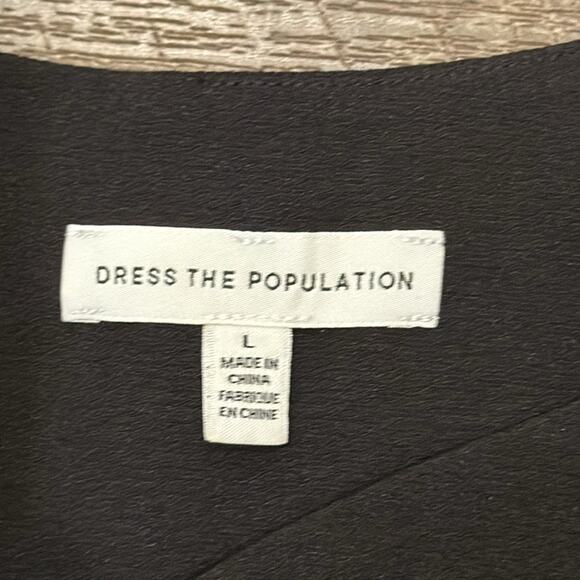 DRESS THE POPULATION
L
MADE IN
CHINA
FABRIQUE
EN CHINE